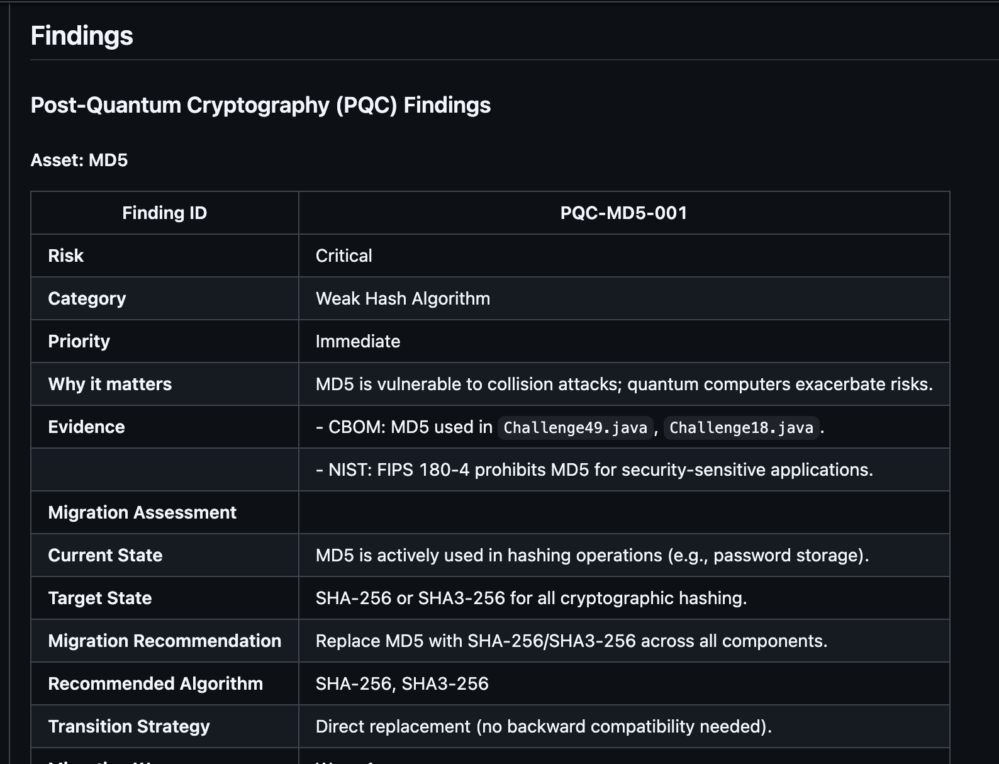 Findings
Post-Quantum Cryptography (PQC) Findings
Asset: MD5
Finding ID PQC-MD5-001
Risk Critical
Category Weak Hash Algorithm
Priority Immediate
Why it matters MD5 is vulnerable to collision attacks; quantum computers exacerbate risks.
Evidence - CBOM: MD5 used in Challenge49.java, Challenge18.java.
- NIST: FIPS 180-4 prohibits MD5 for security-sensitive applications.
Migration Assessment
Current State MD5 is actively used in hashing operations (e.g., password storage).
Target State SHA-256 or SHA3-256 for all cryptographic hashing.
Migration Recommendation Replace MD5 with SHA-256/SHA3-256 across all components.
Recommended Algorithm SHA-256, SHA3-256
Transition Strategy Direct replacement (no backward compatibility needed).